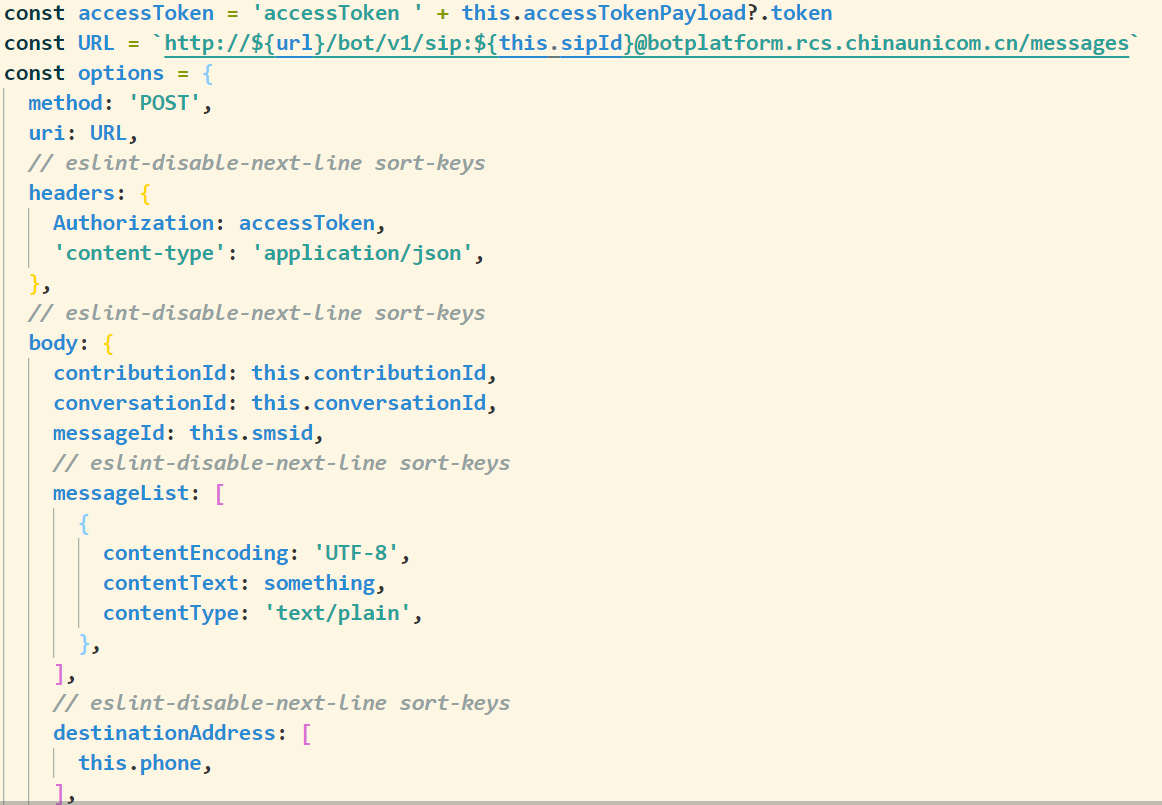 const accessToken = 'accessToken ' + this.accessTokenPayload?.token
const URL = `http://${url}/bot/v1/sip:${this.sipId}@botplatform.rcs.chinaunicom.cn/messages`
const options = {
  method: 'POST',
  uri: URL,
  // eslint-disable-next-line sort-keys
  headers: {
    Authorization: accessToken,
    'content-type': 'application/json',
  },
  // eslint-disable-next-line sort-keys
  body: {
    contributionId: this.contributionId,
    conversationId: this.conversationId,
    messageId: this.smsid,
    // eslint-disable-next-line sort-keys
    messageList: [
      {
        contentEncoding: 'UTF-8',
        contentText: something,
        contentType: 'text/plain',
      },
    ],
    // eslint-disable-next-line sort-keys
    destinationAddress: [
      this.phone,
    ],